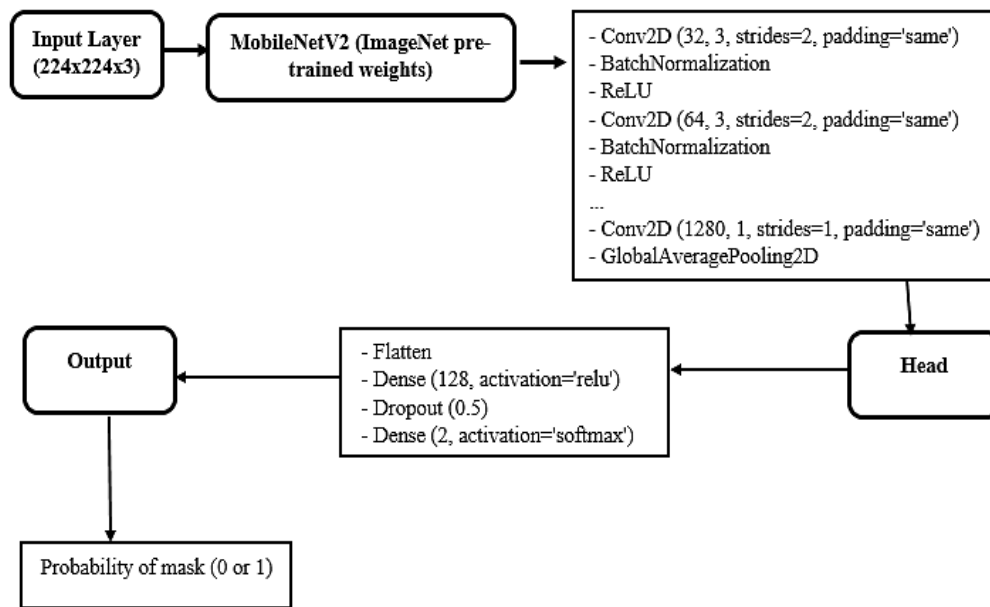 Input Layer
(224x224x3)
MobileNetV2 (ImageNet pre-
trained weights)
- Conv2D (32, 3, strides=2, padding='same')
- BatchNormalization
- ReLU
- Conv2D (64, 3, strides=2, padding='same')
- BatchNormalization
- ReLU
...
- Conv2D (1280, 1, strides=1, padding='same')
- GlobalAveragePooling2D
Head
- Flatten
- Dense (128, activation='relu')
- Dropout (0.5)
- Dense (2, activation='softmax')
Output
Probability of mask (0 or 1)